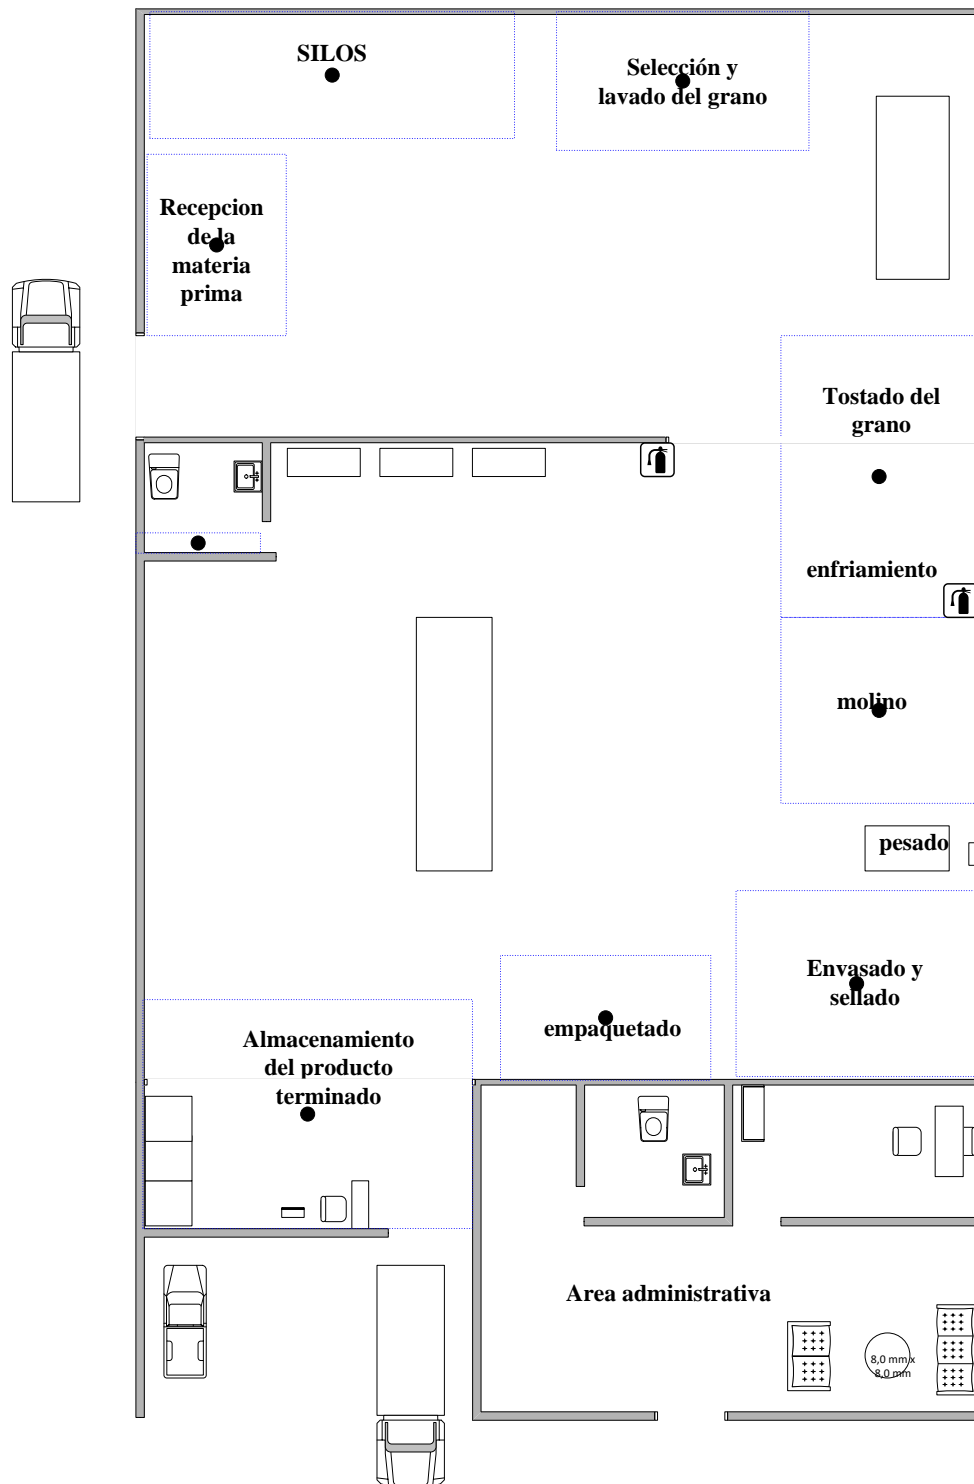 SILOS
Selección y
lavado del grano
Recepcion
de la
materia
prima
Tostado del
grano
enfriamiento
molino
pesado
Envasado y
sellado
empaquetado
Almacenamiento
del producto
terminado
Area administrativa
8,0 mm x
8,0 mm